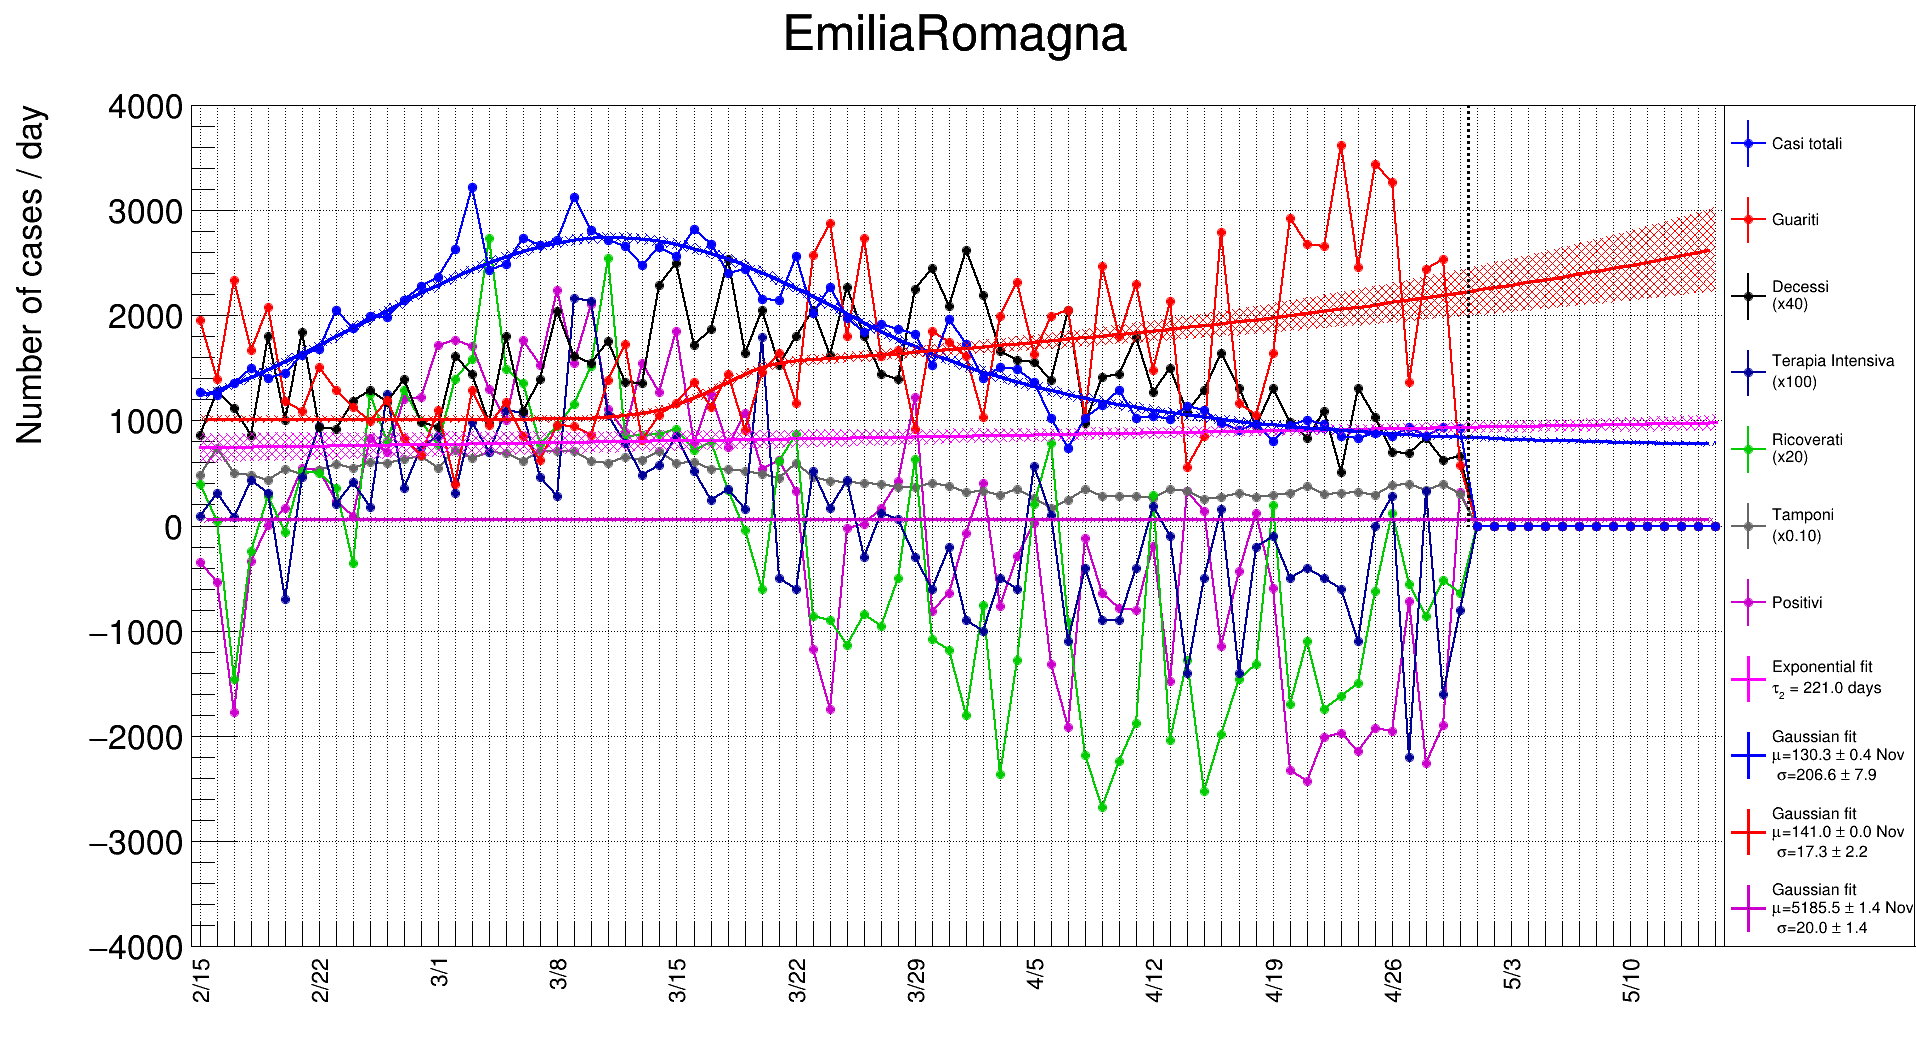 EmiliaRomagna
Number of cases / day
4000
3000
2000
1000
0
−1000
−2000
−3000
−4000
2/15
2/22
3/1
3/8
3/15
3/22
3/29
4/5
4/12
4/19
4/26
5/3
5/10
Casi totali
Guariti
Decessi
(x40)
Terapia Intensiva
(x100)
Ricoverati
(x20)
Tamponi
(x0.10)
Positivi
Exponential fit
τ₂ = 221.0 days
Gaussian fit
μ=130.3 ± 0.4 Nov
σ=206.6 ± 7.9
Gaussian fit
μ=141.0 ± 0.0 Nov
σ=17.3 ± 2.2
Gaussian fit
μ=5185.5 ± 1.4 Nov
σ=20.0 ± 1.4